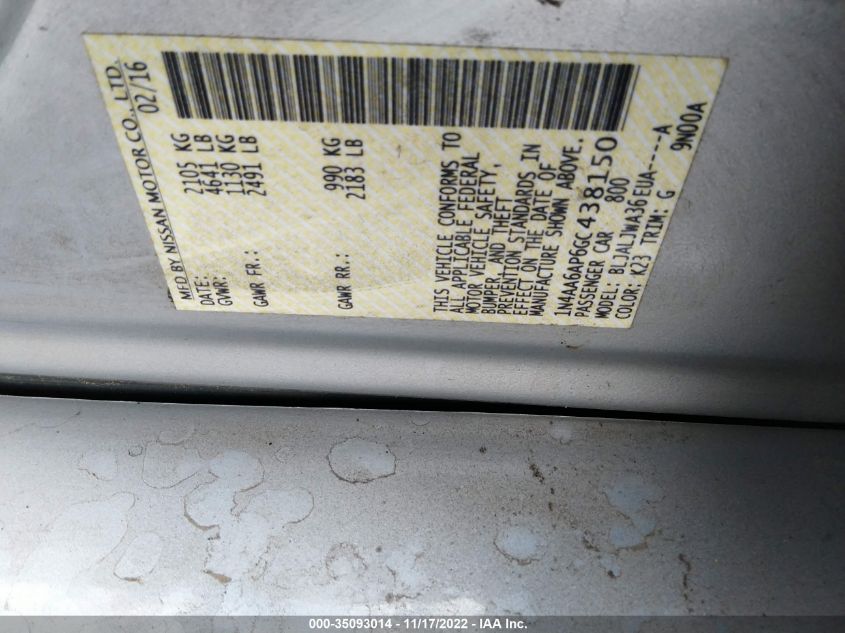 MFD BY NISSAN MOTOR CO., LTD.
DATE: 02/16
GVWR: 2105 KG
4641 LB
GAWR FR.: 1130 KG
2491 LB
GAWR RR.: 990 KG
2183 LB
THIS VEHICLE CONFORMS TO
ALL APPLICABLE FEDERAL
MOTOR VEHICLE SAFETY,
BUMPER, AND THEFT
PREVENTION STANDARDS IN
EFFECT ON THE DATE OF
MANUFACTURE SHOWN ABOVE.
1N4AA6AP6GC438150
PASSENGER CAR 800
MODEL: BLJALJWA36EUA----A
COLOR: K23 TRIM: G 9N00A
000-35093014 - 11/17/2022 - IAA Inc.